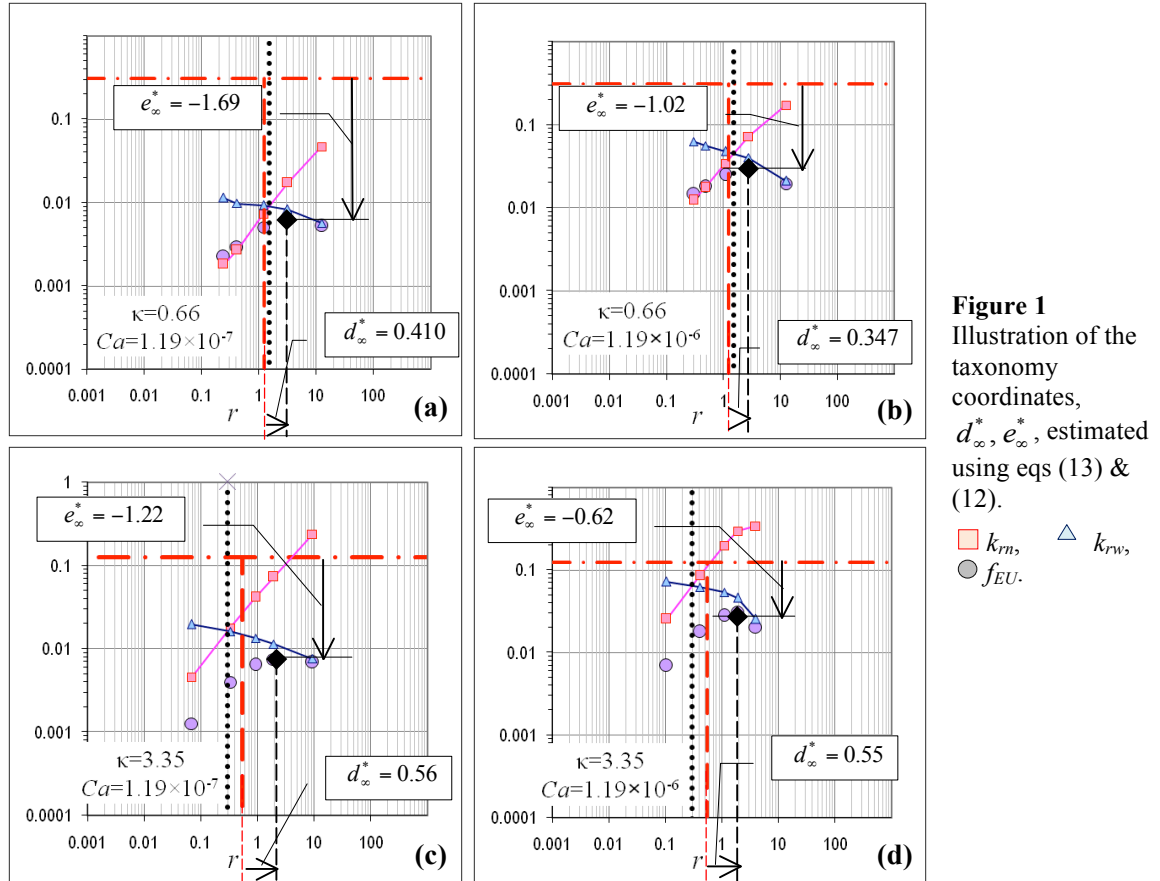 0.1
0.01
0.001
0.0001
e*∞ = −1.69
κ=0.66
Ca=1.19×10-7
d*∞ = 0.410
0.001 0.01 0.1 1 10 100
r
(a)
0.1
0.01
0.001
0.0001
e*∞ = −1.02
κ=0.66
Ca=1.19×10-6
d*∞ = 0.347
0.001 0.01 0.1 1 10 100
r
(b)
1
0.1
0.01
0.001
0.0001
e*∞ = −1.22
κ=3.35
Ca=1.19×10-7
d*∞ = 0.56
0.001 0.01 0.1 1 10 100
r
(c)
1
0.1
0.01
0.001
0.0001
e*∞ = −0.62
κ=3.35
Ca=1.19×10-6
d*∞ = 0.55
0.001 0.01 0.1 1 10 100
r
(d)
Figure 1
Illustration of the
taxonomy
coordinates,
d*∞, e*∞, estimated
using eqs (13) &
(12).
krn, krw,
fEU.